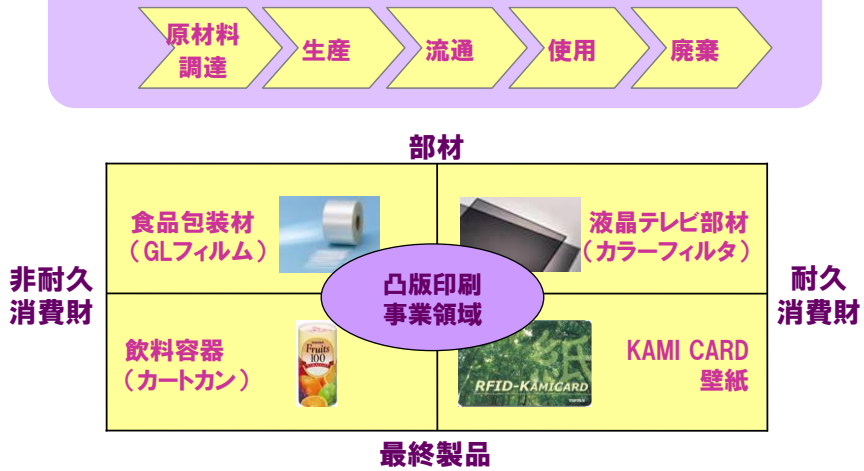 原材料
調達
生産
流通
使用
廃棄
部材
食品包装材
（GLフィルム）
液晶テレビ部材
（カラーフィルタ）
非耐久
消費財
凸版印刷
事業領域
耐久
消費財
飲料容器
（カートカン）
Fruits
100
紙
RFID-KAMICARD
KAMI CARD
壁紙
最終製品